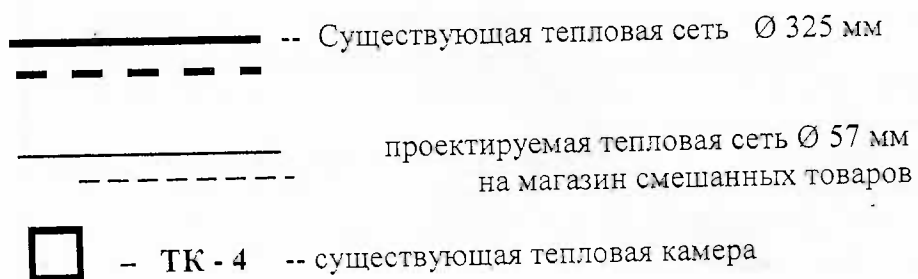 -- Существующая тепловая сеть Ø 325 мм
проектируемая тепловая сеть Ø 57 мм
на магазин смешанных товаров
– ТК - 4 -- существующая тепловая камера